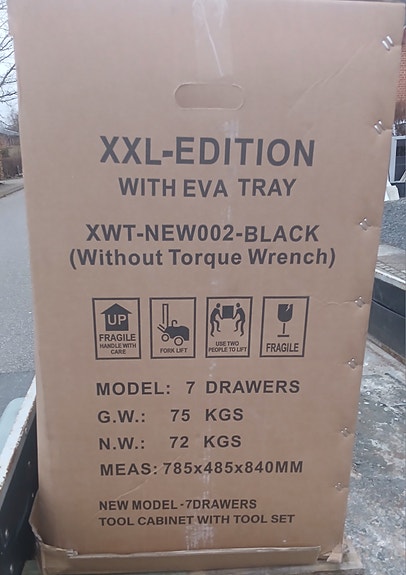 XXL-EDITION
WITH EVA TRAY
XWT-NEW002-BLACK
(Without Torque Wrench)
UP
FRAGILE
HANDLE WITH
CARE
FORK LIFT
USE TWO
PEOPLE TO LIFT
FRAGILE
MODEL: 7 DRAWERS
G.W.: 75 KGS
N.W.: 72 KGS
MEAS: 785x485x840MM
NEW MODEL-7DRAWERS
TOOL CABINET WITH TOOL SET